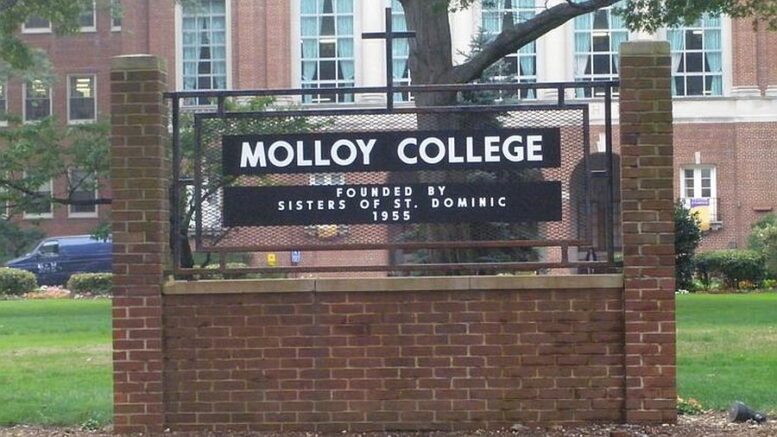 MOLLOY COLLEGE
FOUNDED BY
SISTERS OF ST. DOMINIC
1955